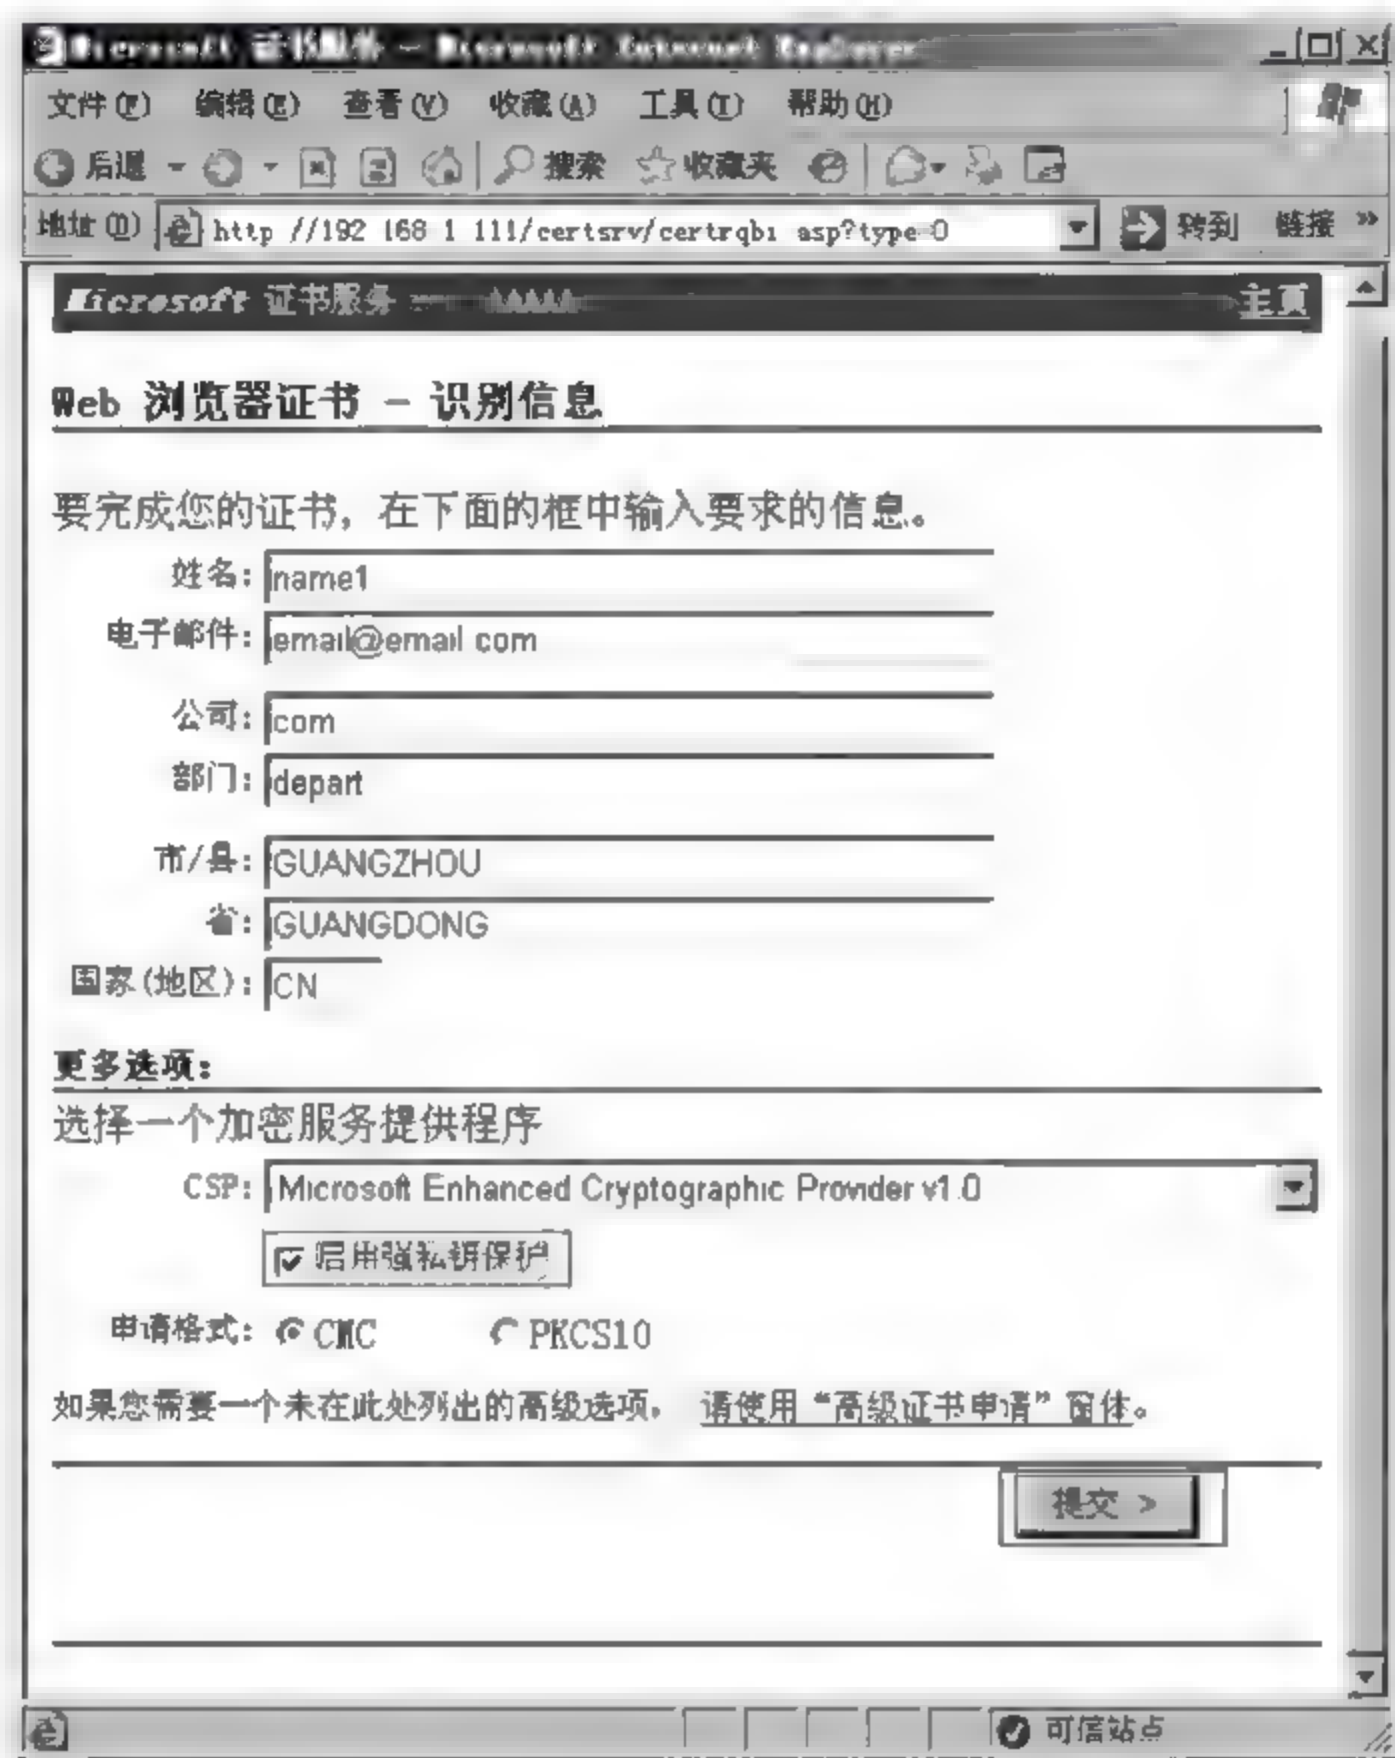 Microsoft 证书服务 - Microsoft Internet Explorer
文件(F) 编辑(E) 查看(V) 收藏(A) 工具(T) 帮助(H)
后退 搜索 收藏夹
地址(D) http //192 168 1 111/certsrv/certrqbi asp?type=0 转到 链接 »
Microsoft 证书服务 主页
Web 浏览器证书 - 识别信息
要完成您的证书，在下面的框中输入要求的信息。
姓名: name1
电子邮件: email@email com
公司: com
部门: depart
市/县: GUANGZHOU
省: GUANGDONG
国家(地区): CN
更多选项:
选择一个加密服务提供程序
CSP: Microsoft Enhanced Cryptographic Provider v1.0
启用强私钥保护
申请格式: CMC PKCS10
如果您需要一个未在此处列出的高级选项， 请使用“高级证书申请”窗体。
提交 >
可信站点